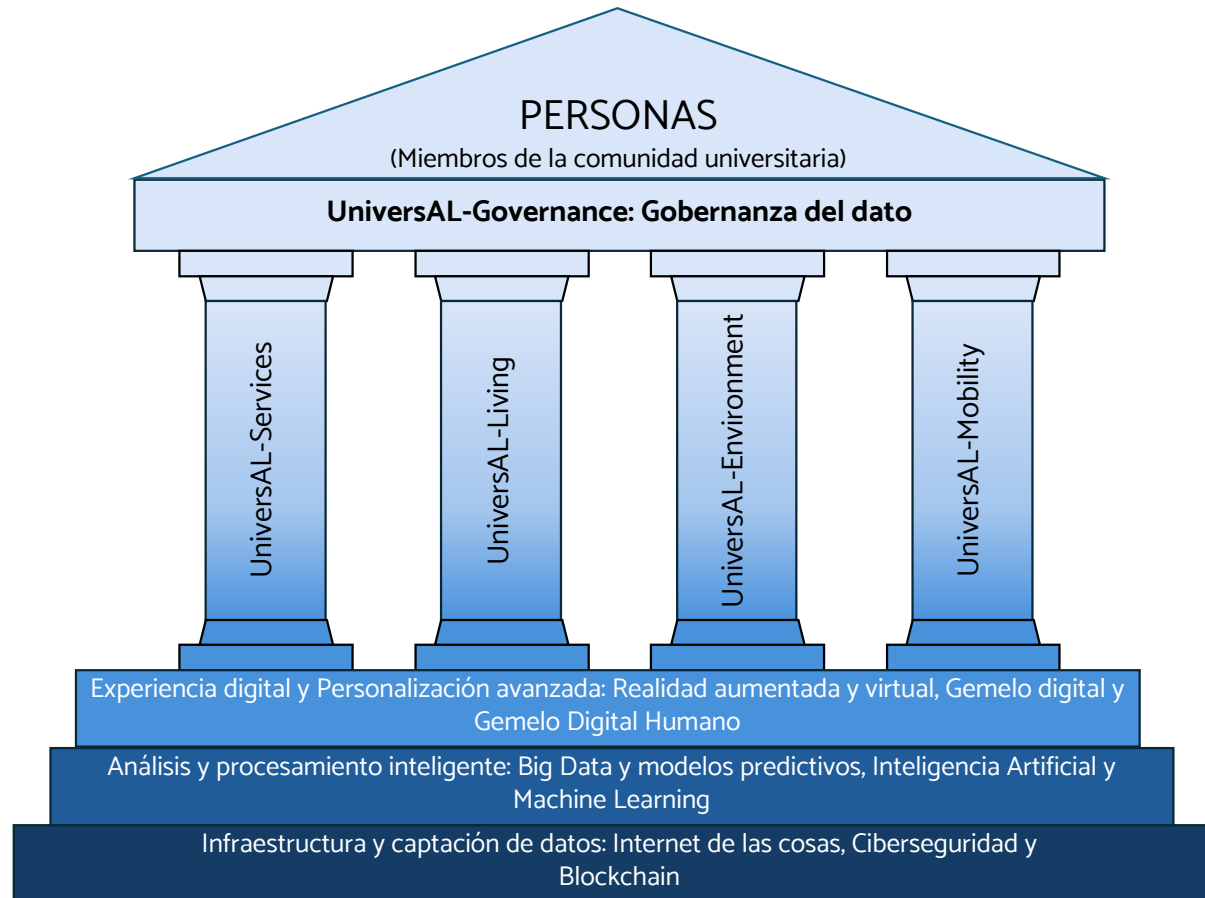 PERSONAS
(Miembros de la comunidad universitaria)
UniversAL-Governance: Gobernanza del dato
UniversAL-Services
UniversAL-Living
UniversAL-Environment
UniversAL-Mobility
Experiencia digital y Personalización avanzada: Realidad aumentada y virtual, Gemelo digital y
Gemelo Digital Humano
Análisis y procesamiento inteligente: Big Data y modelos predictivos, Inteligencia Artificial y
Machine Learning
Infraestructura y captación de datos: Internet de las cosas, Ciberseguridad y
Blockchain